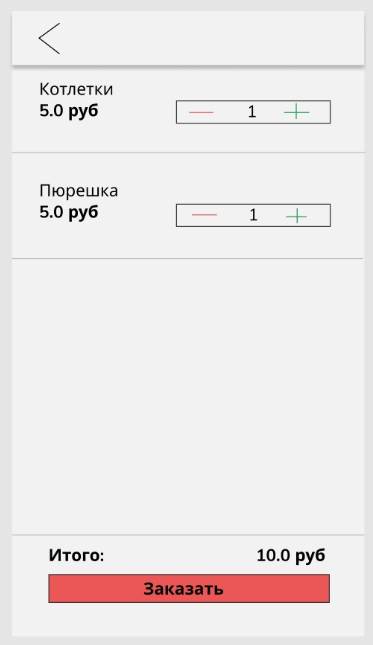 Котлетки
5.0 руб
1
Пюрешка
5.0 руб
1
Итого: 10.0 руб
Заказать